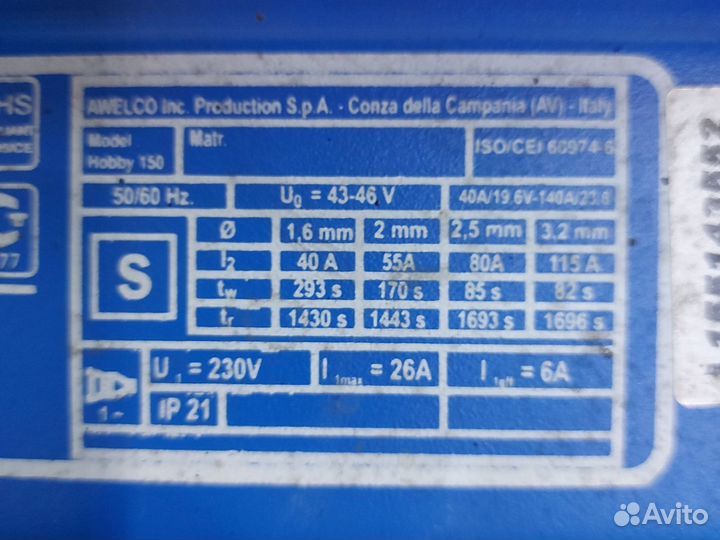 HS
AWELCO Inc. Production S.p.A. - Conza della Campania (AV) - Italy
Model Hobby 150
Matr.
ISO/CEI 60974-6
50/60 Hz.
U0 = 43-46 V
40A/19.6V-140A/23.6
S
Ø 1,6 mm 2 mm 2,5 mm 3,2 mm
I2 40 A 55A 80A 115 A
tw 293 s 170 s 85 s 82 s
tr 1430 s 1443 s 1693 s 1696 s
1~
U1 = 230V
I1max = 26A
I1eff = 6A
IP 21
77
Avito